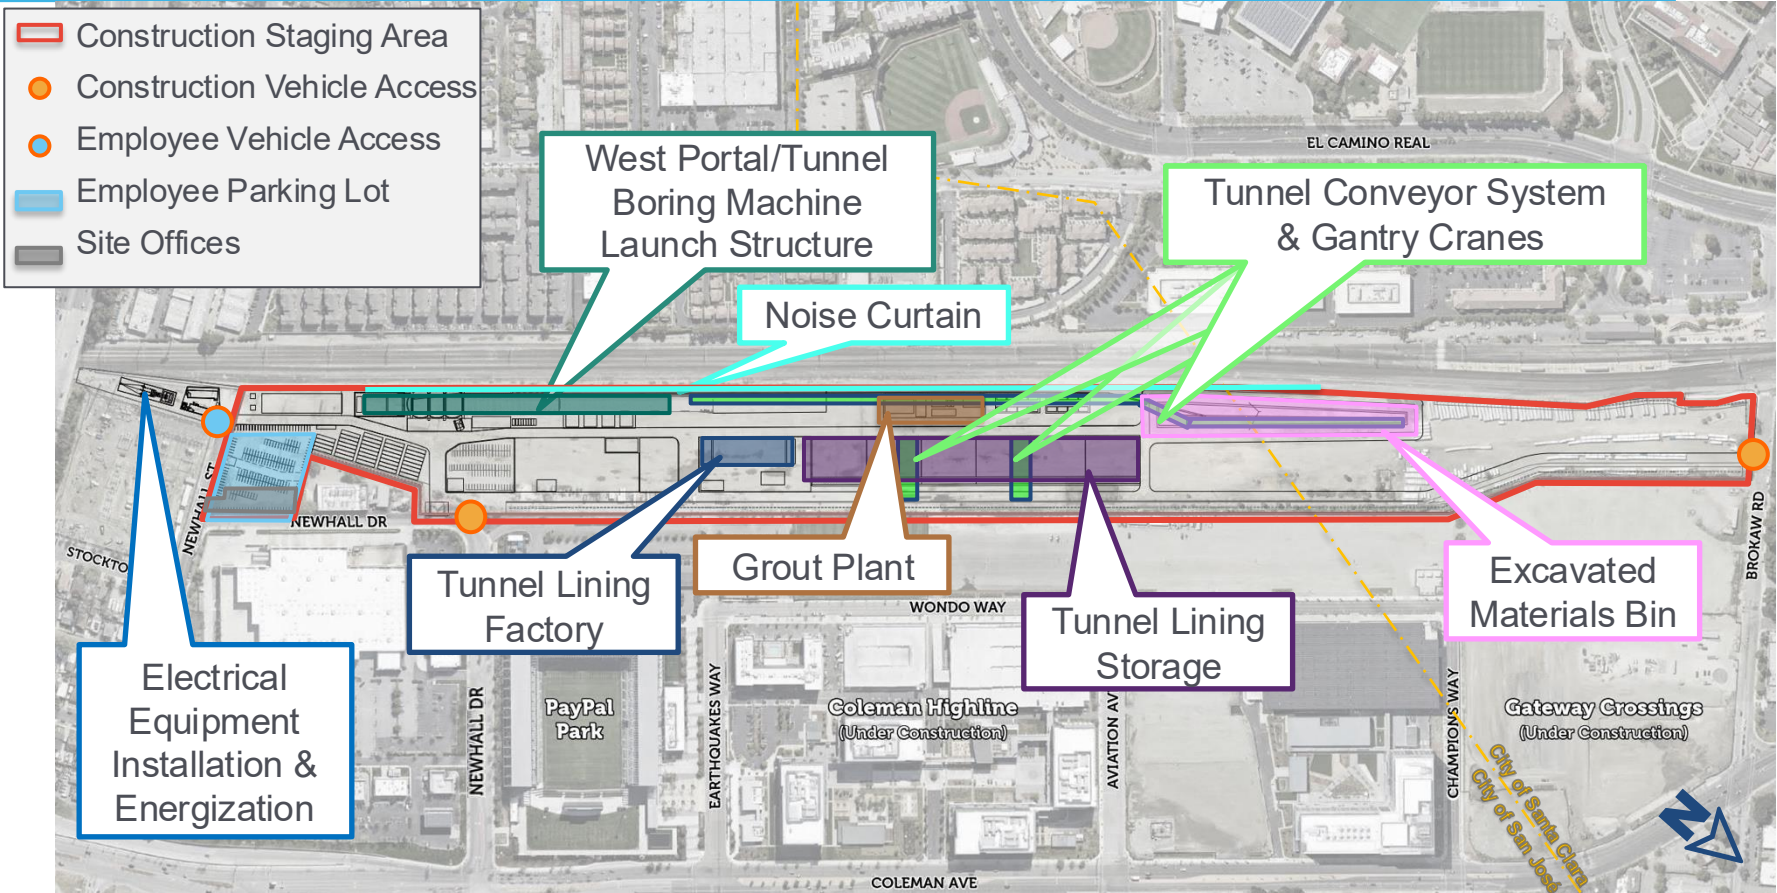 Construction Staging Area
Construction Vehicle Access
Employee Vehicle Access
Employee Parking Lot
Site Offices
EL CAMINO REAL
West Portal/Tunnel
Boring Machine
Launch Structure
Tunnel Conveyor System
& Gantry Cranes
Noise Curtain
NEWHALL ST
NEWHALL DR
STOCKTO
BROKAW RD
Grout Plant
Tunnel Lining
Factory
Excavated
Materials Bin
WONDO WAY
Tunnel Lining
Storage
Electrical
Equipment
Installation &
Energization
NEWHALL DR
PayPal
Park
EARTHQUAKES WAY
Coleman Highline
(Under Construction)
AVIATION AV
CHAMPIONS WAY
Gateway Crossings
(Under Construction)
City of Santa Clara
City of San José
N
COLEMAN AVE